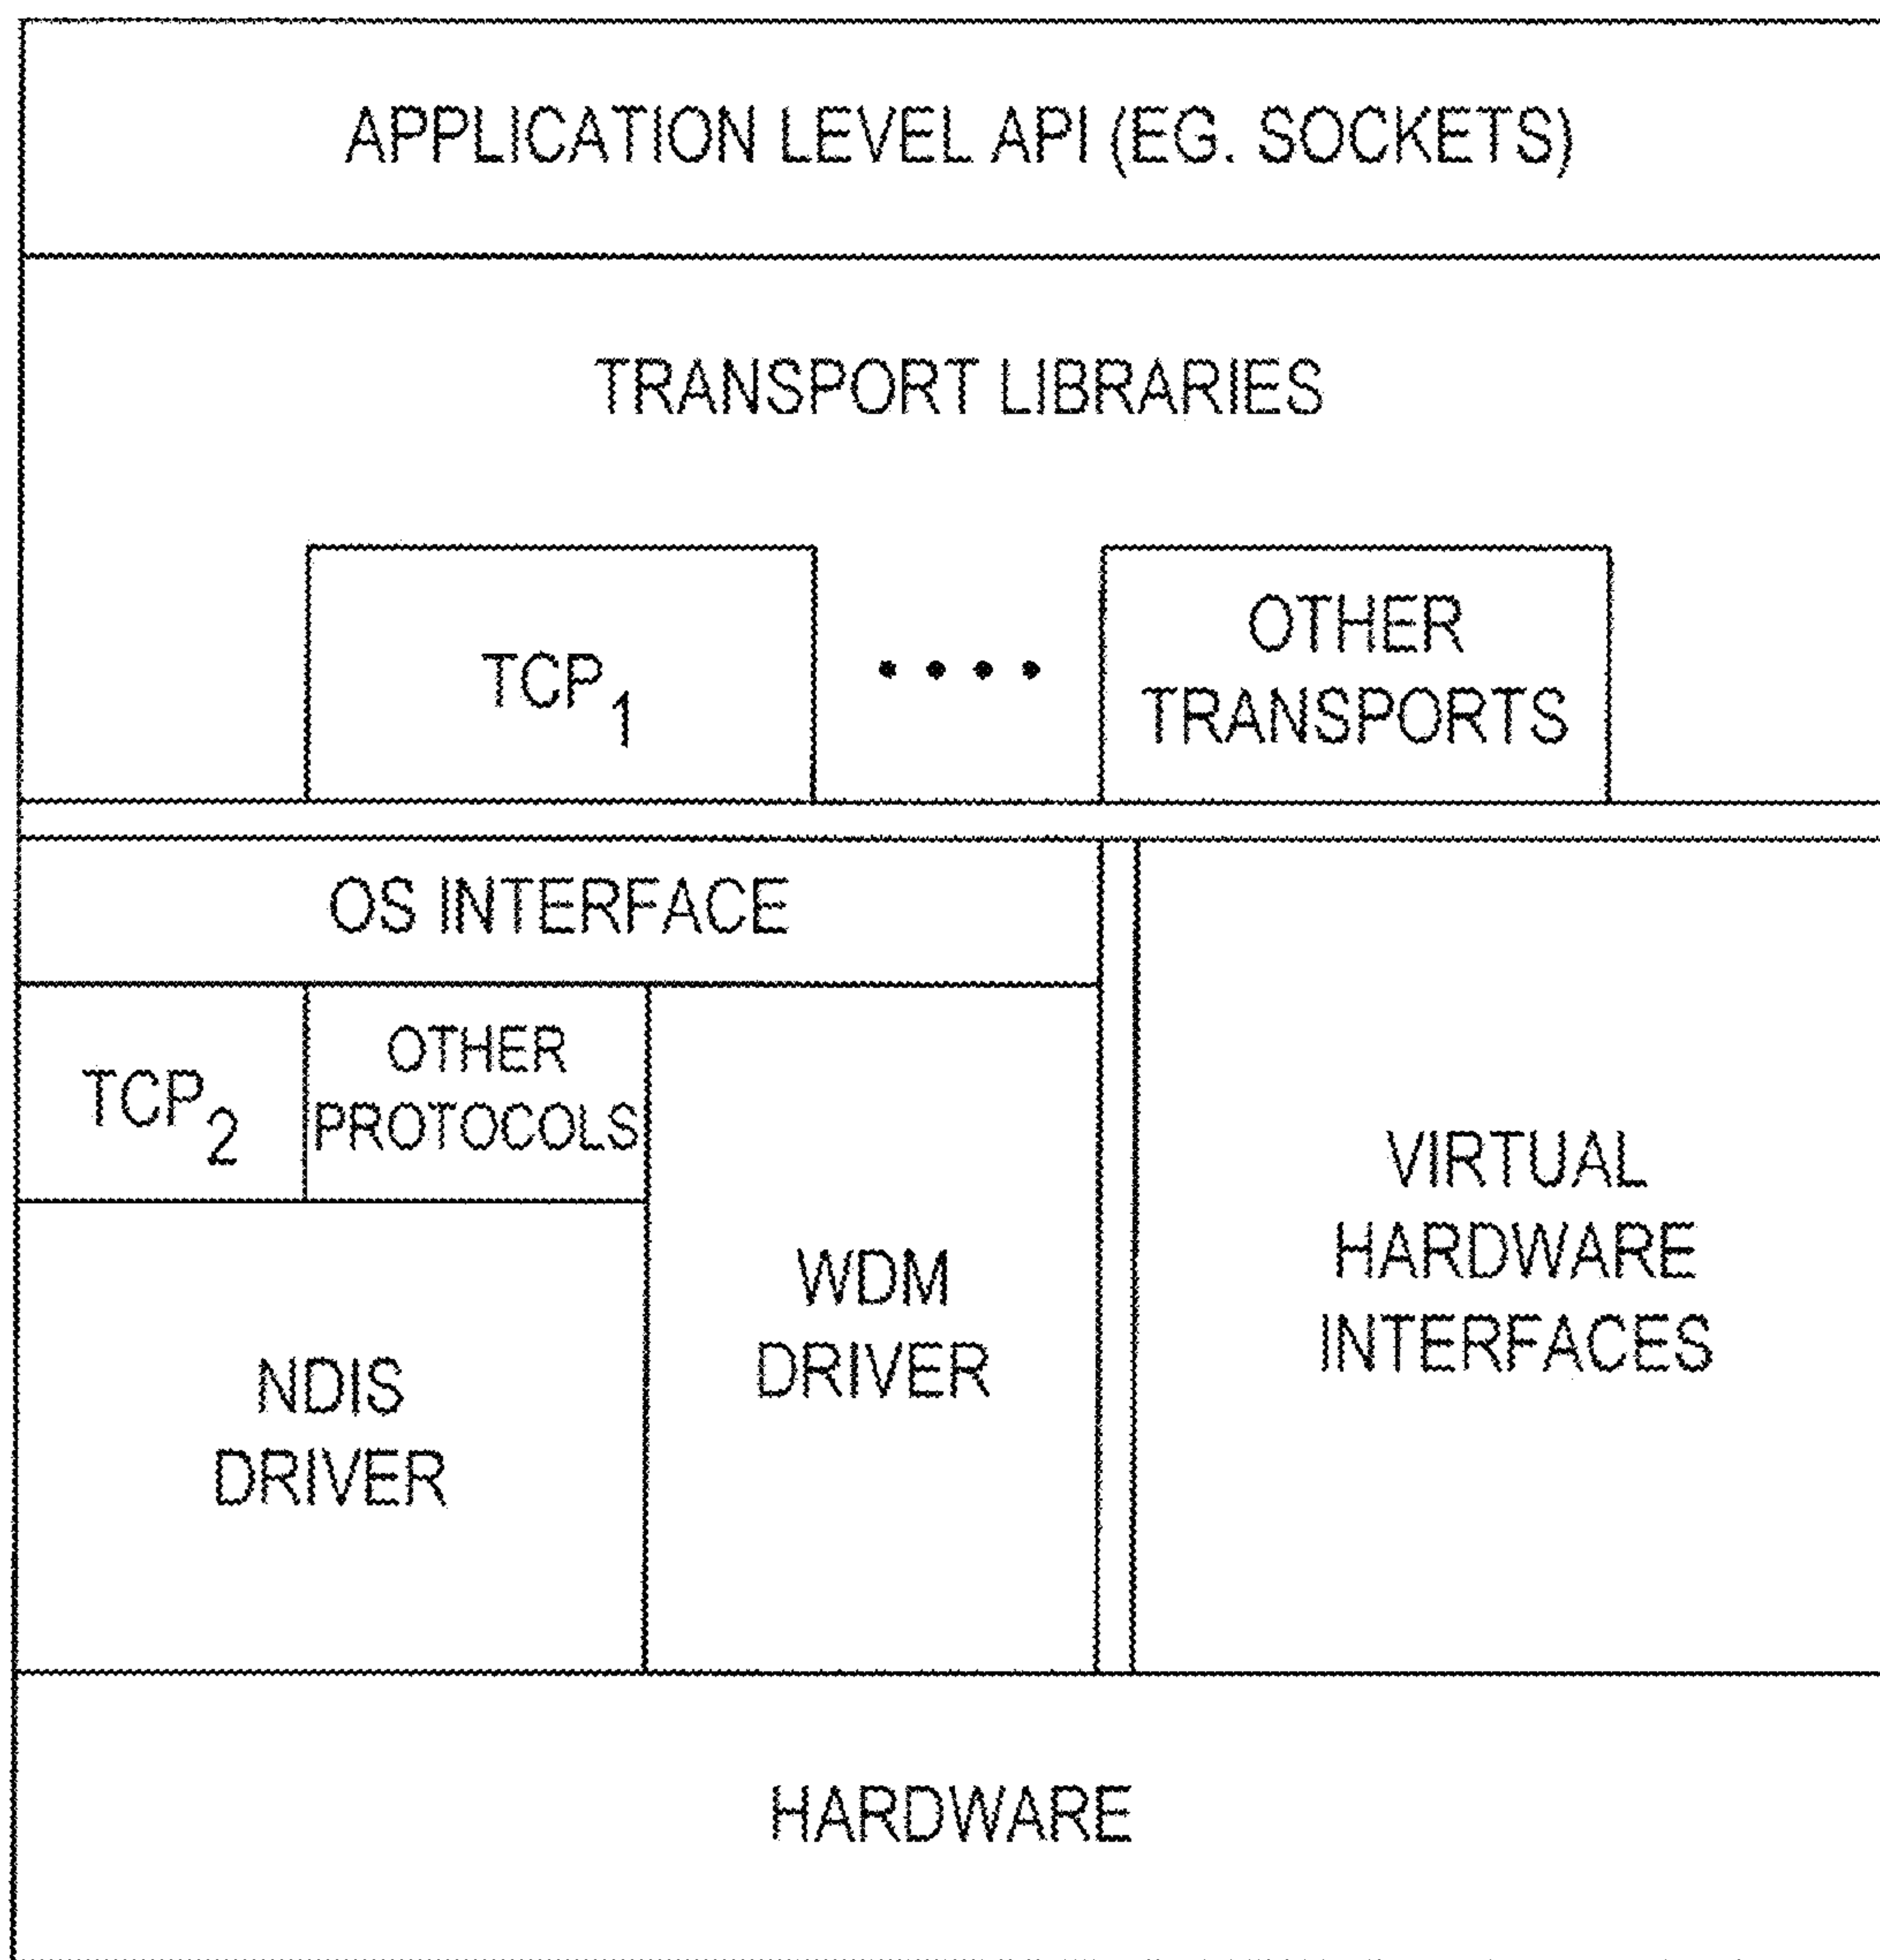 APPLICATION LEVEL API (EG. SOCKETS)
TRANSPORT LIBRARIES
TCP1
OTHER
TRANSPORTS
OS INTERFACE
TCP2
OTHER
PROTOCOLS
NDIS
DRIVER
WDM
DRIVER
VIRTUAL
HARDWARE
INTERFACES
HARDWARE